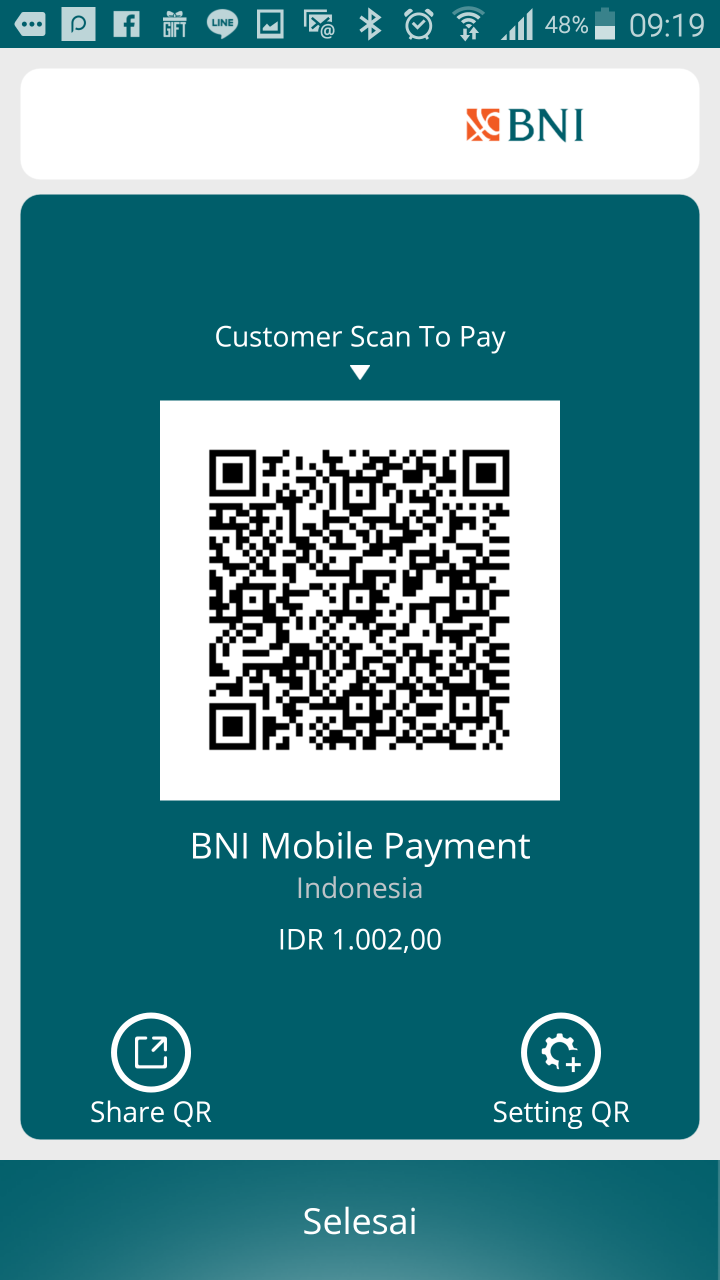 GIFT
LINE
48%
09:19
BNI
Customer Scan To Pay
BNI Mobile Payment
Indonesia
IDR 1.002,00
Share QR
Setting QR
Selesai